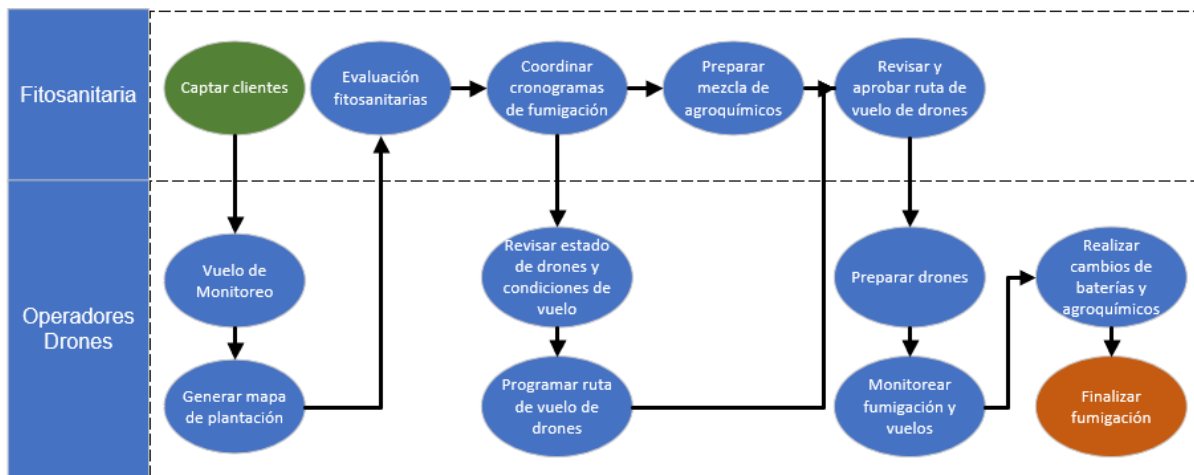 Fitosanitaria
Captar clientes
Evaluación
fitosanitarias
Coordinar
cronogramas
de fumigación
Preparar
mezcla de
agroquímicos
Revisar y
aprobar ruta de
vuelo de drones
Operadores
Drones
Vuelo de
Monitoreo
Generar mapa
de plantación
Revisar estado
de drones y
condiciones de
vuelo
Programar ruta
de vuelo de
drones
Preparar drones
Monitorear
fumigación y
vuelos
Realizar
cambios de
baterías y
agroquímicos
Finalizar
fumigación